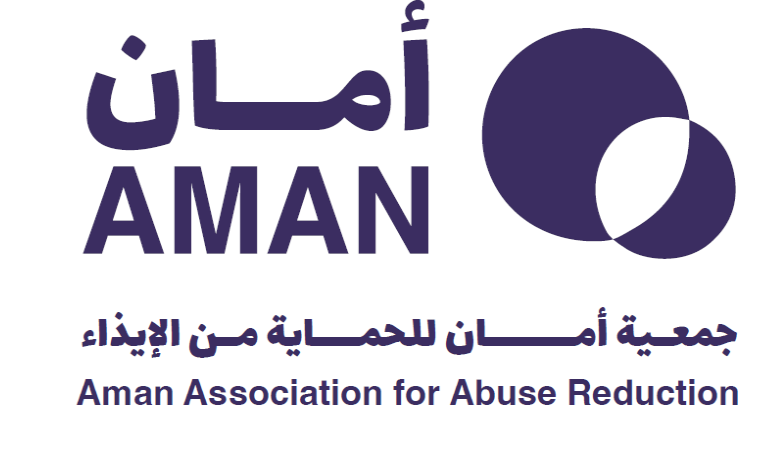 أمان
AMAN
جمعية أمان للحماية من الإيذاء
Aman Association for Abuse Reduction